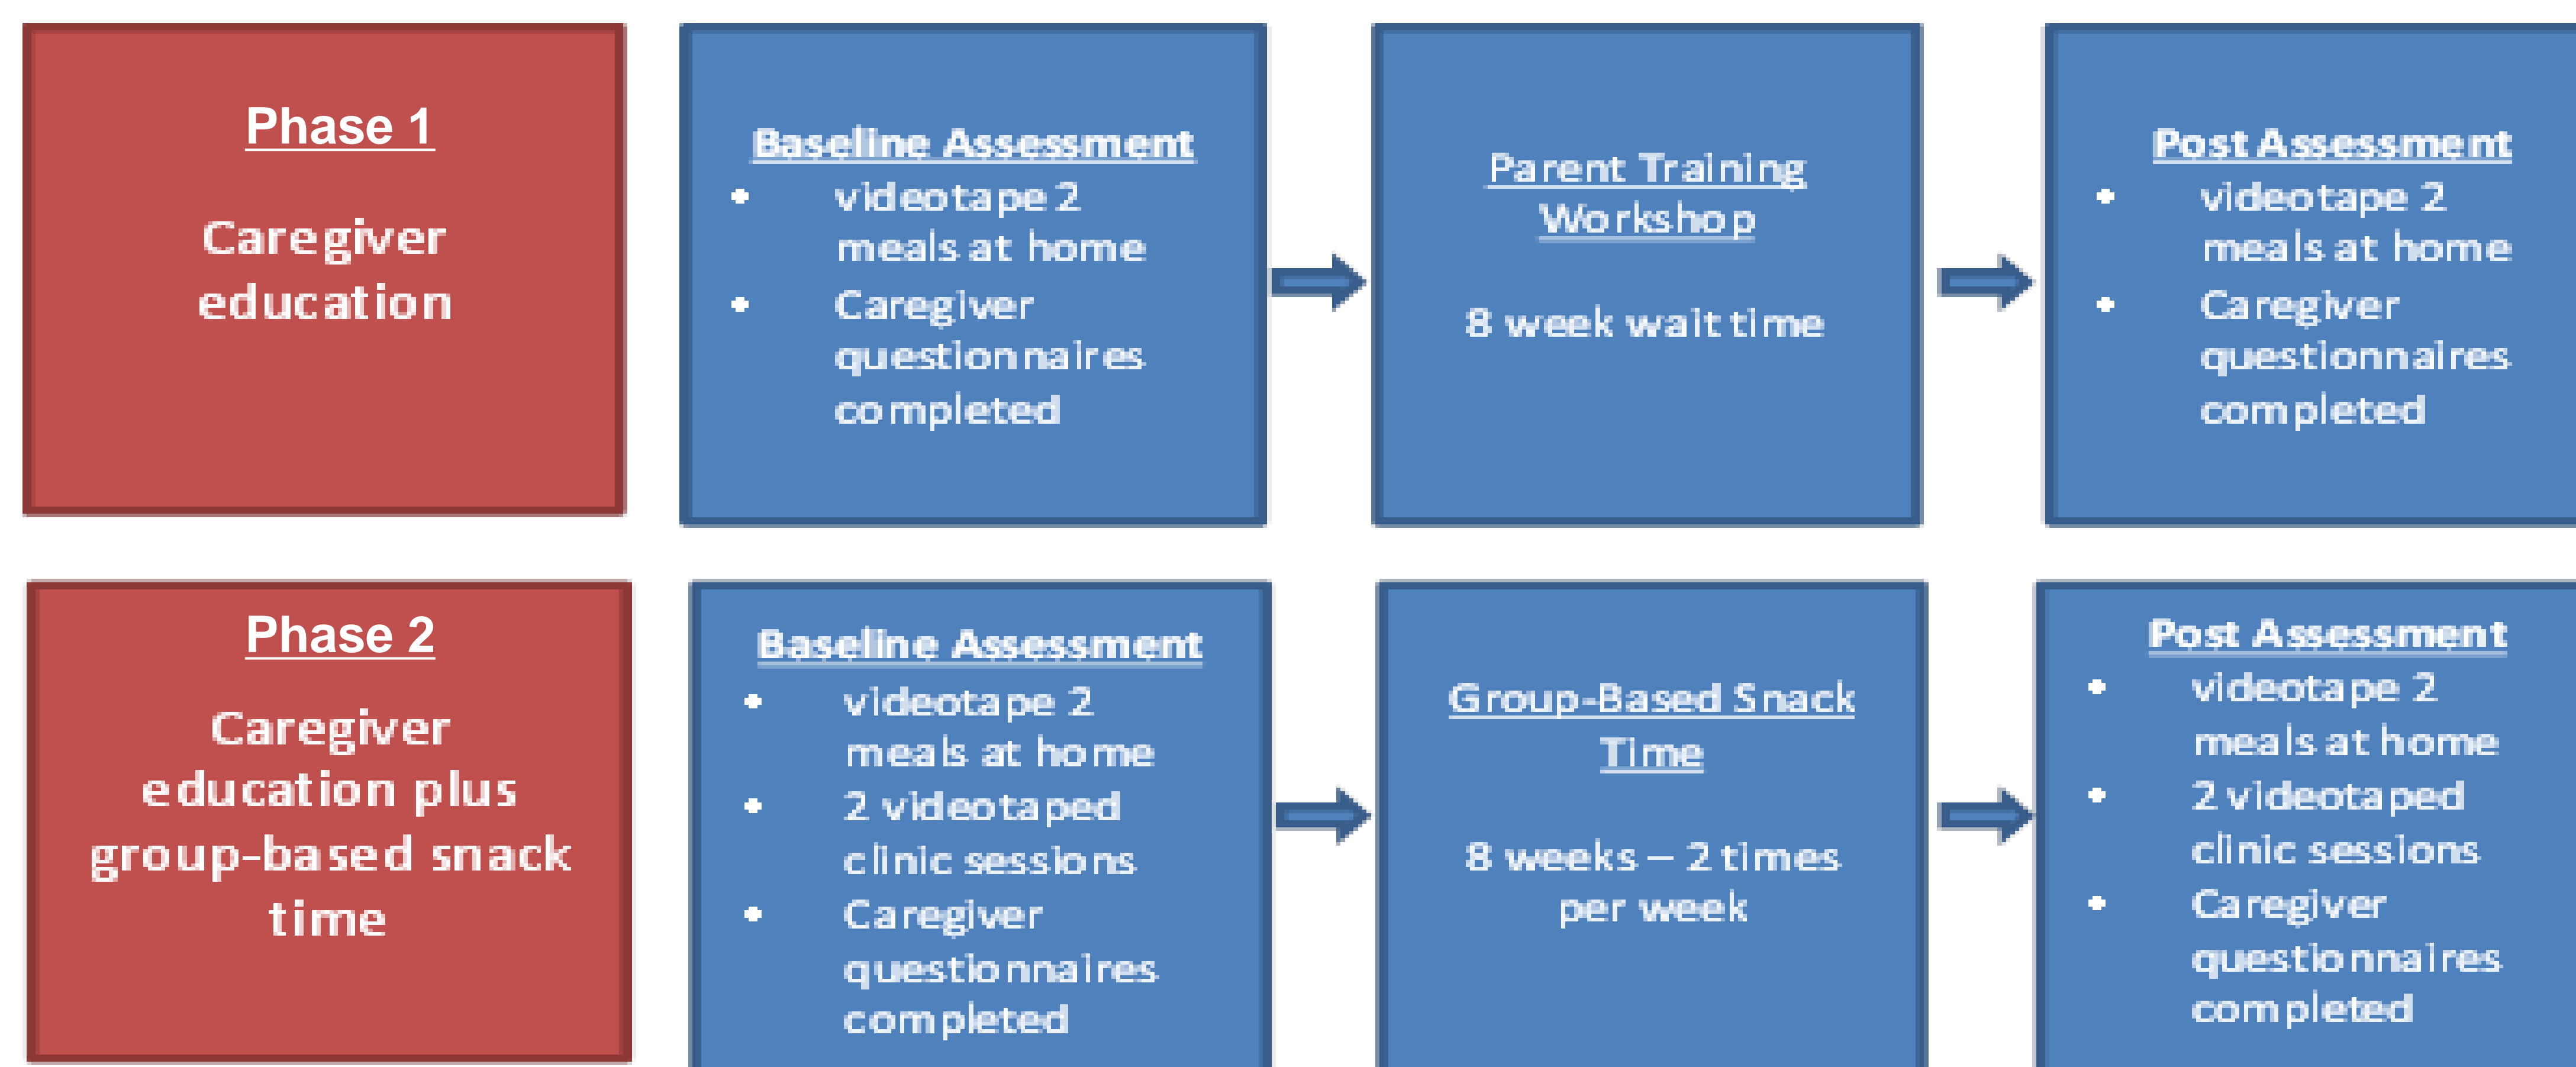 Phase 1
Caregiver
education
Baseline Assessment
• videotape 2
meals at home
• Caregiver
questionnaires
completed
Parent Training
Workshop
8 week wait time
Post Assessment
• videotape 2
meals at home
• Caregiver
questionnaires
completed
Phase 2
Caregiver
education plus
group-based snack
time
Baseline Assessment
• videotape 2
meals at home
• 2 videotaped
clinic sessions
• Caregiver
questionnaires
completed
Group-Based Snack
Time
8 weeks – 2 times
per week
Post Assessment
• videotape 2
meals at home
• 2 videotaped
clinic sessions
• Caregiver
questionnaires
completed